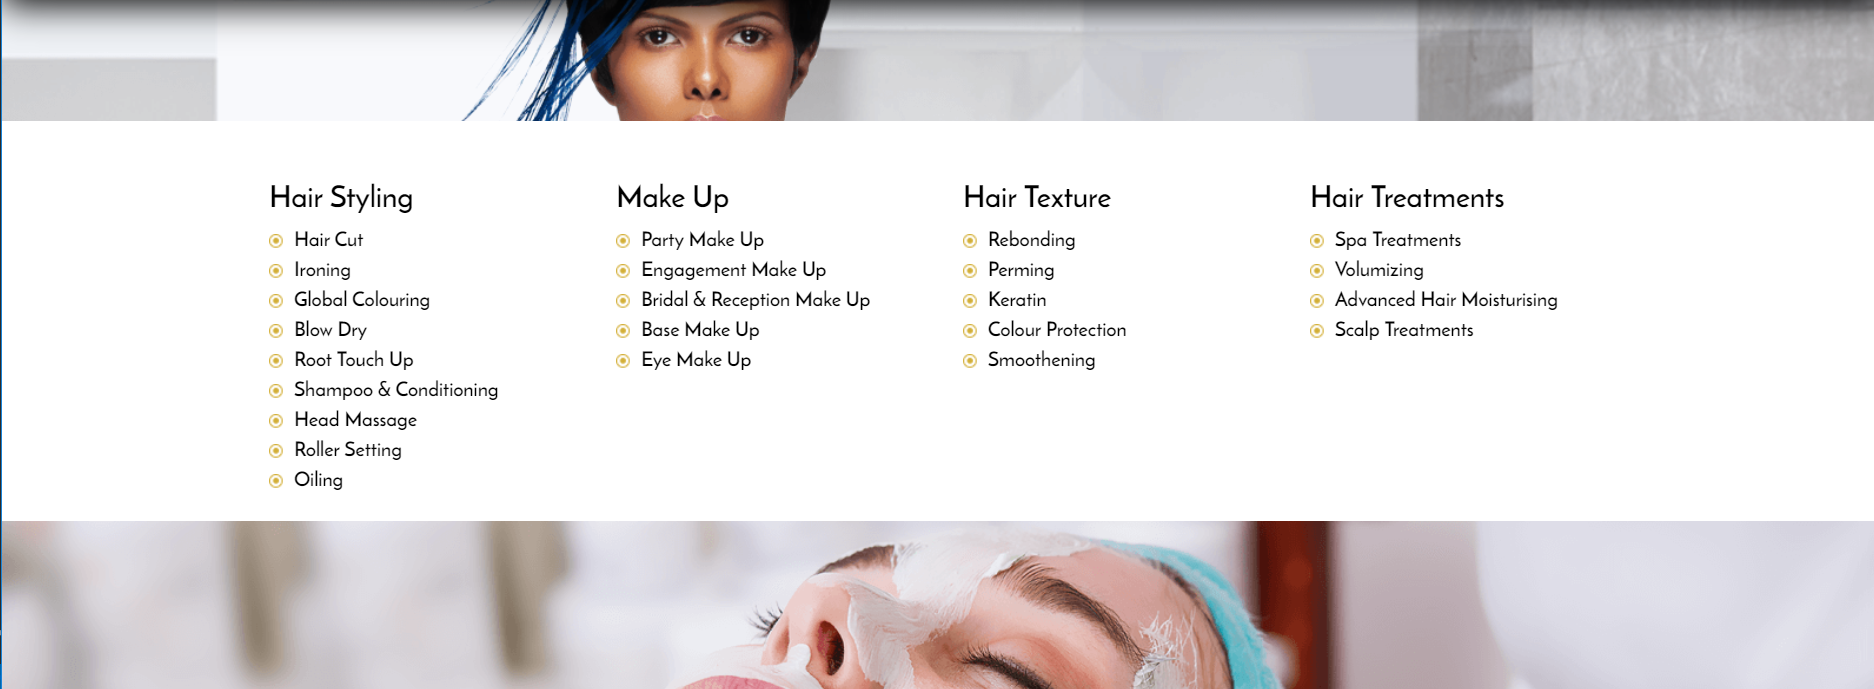 Hair Styling
Hair Cut
Ironing
Global Colouring
Blow Dry
Root Touch Up
Shampoo & Conditioning
Head Massage
Roller Setting
Oiling
Make Up
Party Make Up
Engagement Make Up
Bridal & Reception Make Up
Base Make Up
Eye Make Up
Hair Texture
Rebonding
Perming
Keratin
Colour Protection
Smoothening
Hair Treatments
Spa Treatments
Volumizing
Advanced Hair Moisturising
Scalp Treatments